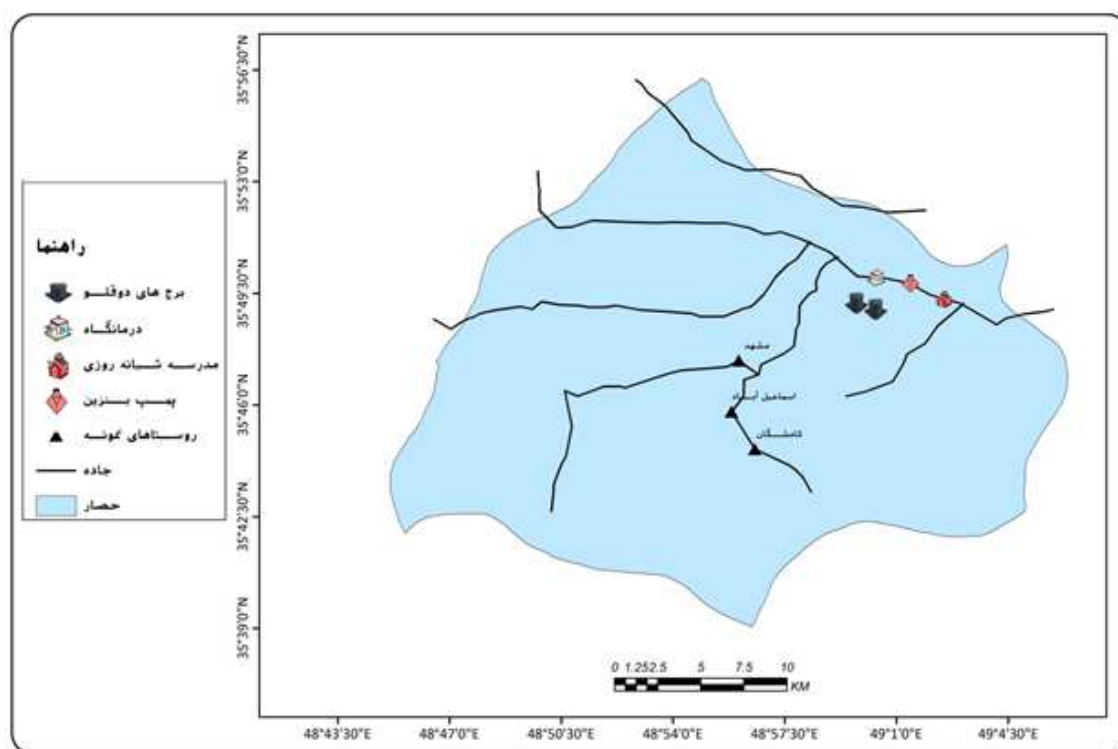 راهنما
برج های دوقلو
درمانگاه
مدرسه شبانه روزی
پمپ بنزین
روستاهای نمونه
جاده
حصار
35°56'30"N
35°53'0"N
35°49'30"N
35°46'0"N
35°42'30"N
35°39'0"N
مشهد
اسماعیل آباد
کامشگان
0 1.25 2.5 5 7.5 10
KM
48°43'30"E 48°47'0"E 48°50'30"E 48°54'0"E 48°57'30"E 49°1'0"E 49°4'30"E